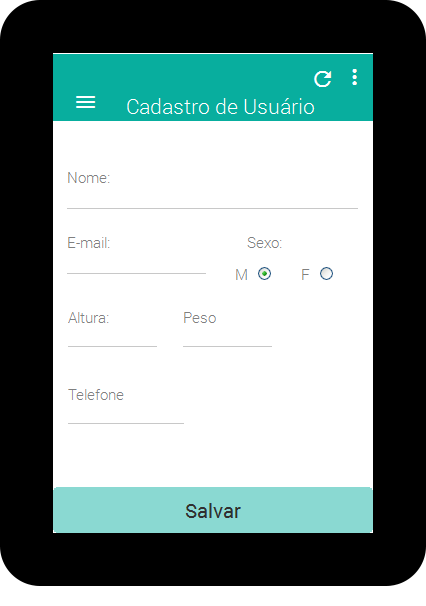 Cadastro de Usuário
Nome:
E-mail: Sexo:
M F
Altura: Peso
Telefone
Salvar